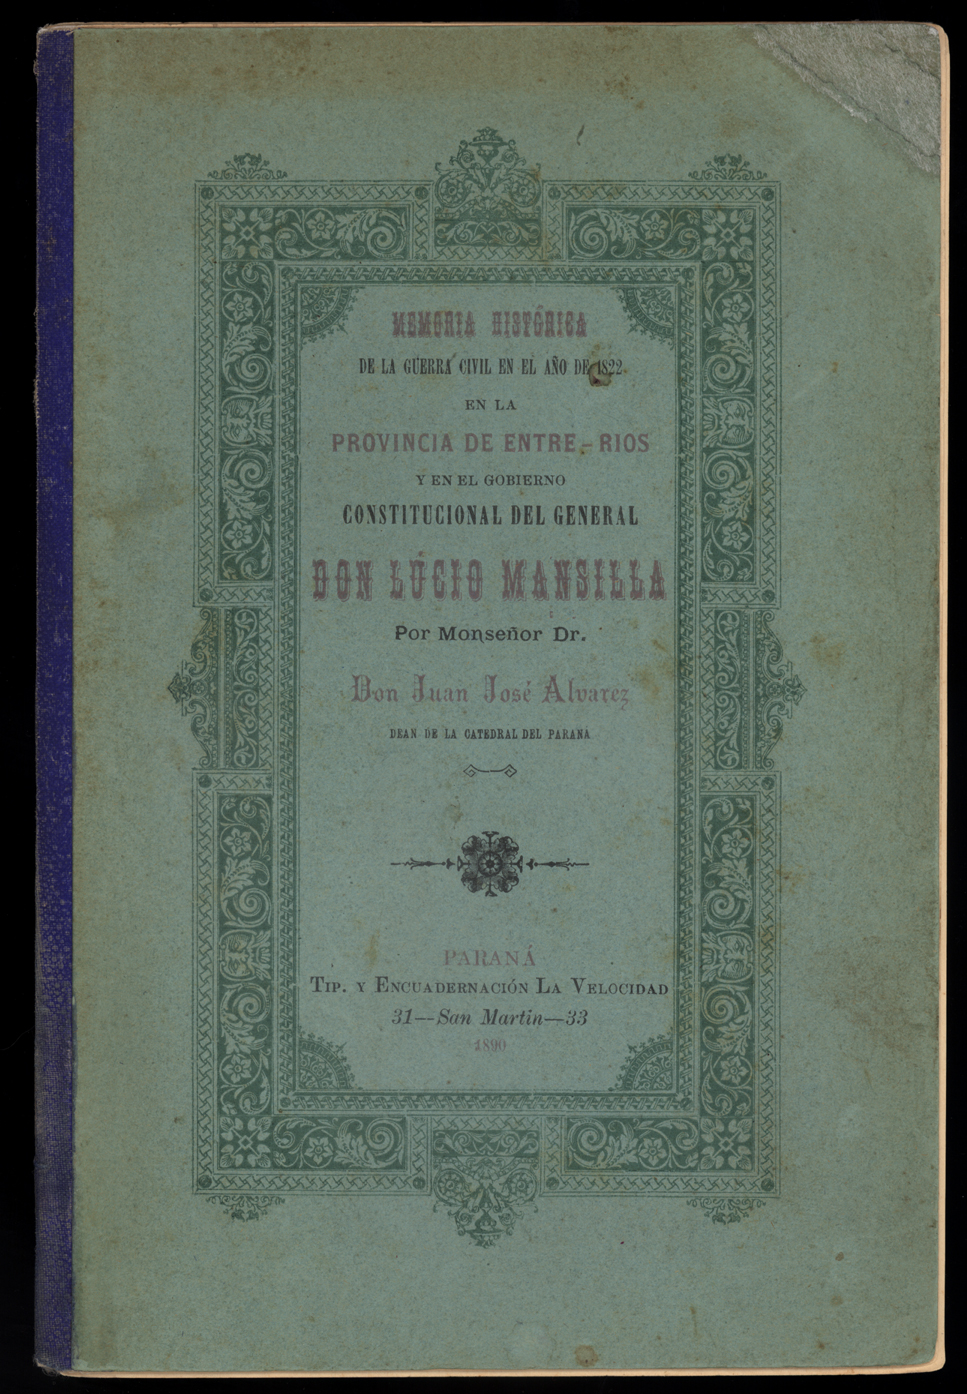 MEMORIA HISTÓRICA
DE LA GUERRA CIVIL EN EL AÑO DE 1822
EN LA
PROVINCIA DE ENTRE-RIOS
Y EN EL GOBIERNO
CONSTITUCIONAL DEL GENERAL
DON LÚCIO MANSILLA
Por Monseñor Dr.
Don Juan José Alvarez
DEAN DE LA CATEDRAL DEL PARANA
PARANÁ
TIP. Y ENCUADERNACIÓN LA VELOCIDAD
31—San Martin—33
1890